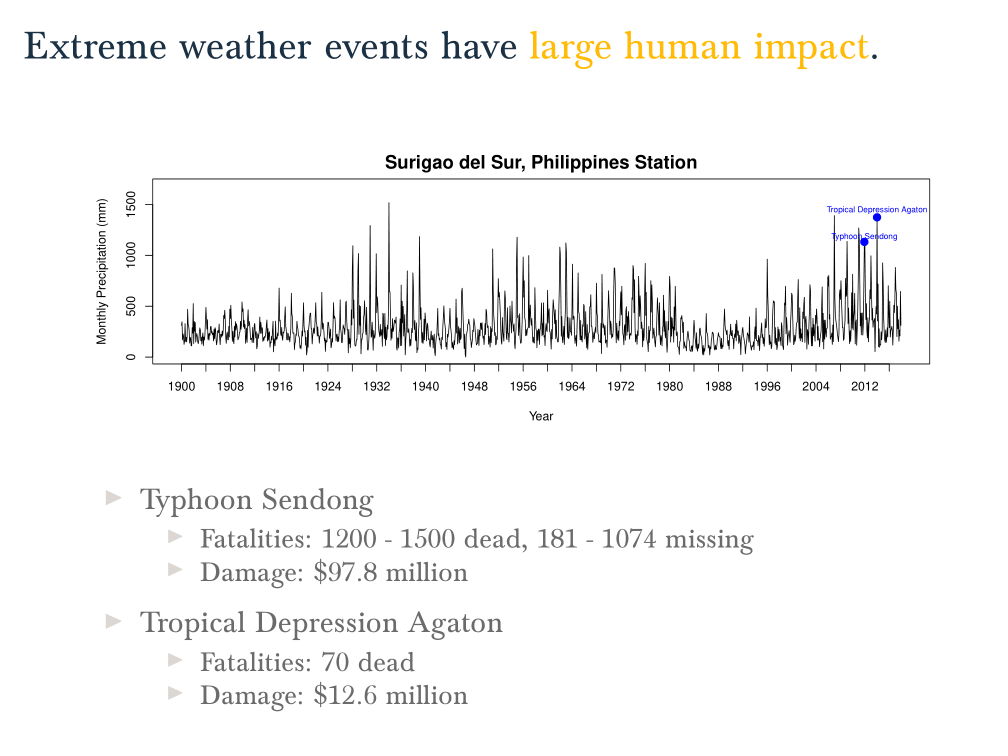 Extreme weather events have large human impact.
Surigao del Sur, Philippines Station
Monthly Precipitation (mm)
1500
1000
500
0
Tropical Depression Agaton
Typhoon Sendong
1900 1908 1916 1924 1932 1940 1948 1956 1964 1972 1980 1988 1996 2004 2012
Year
Typhoon Sendong
Fatalities: 1200 - 1500 dead, 181 - 1074 missing
Damage: $97.8 million
Tropical Depression Agaton
Fatalities: 70 dead
Damage: $12.6 million